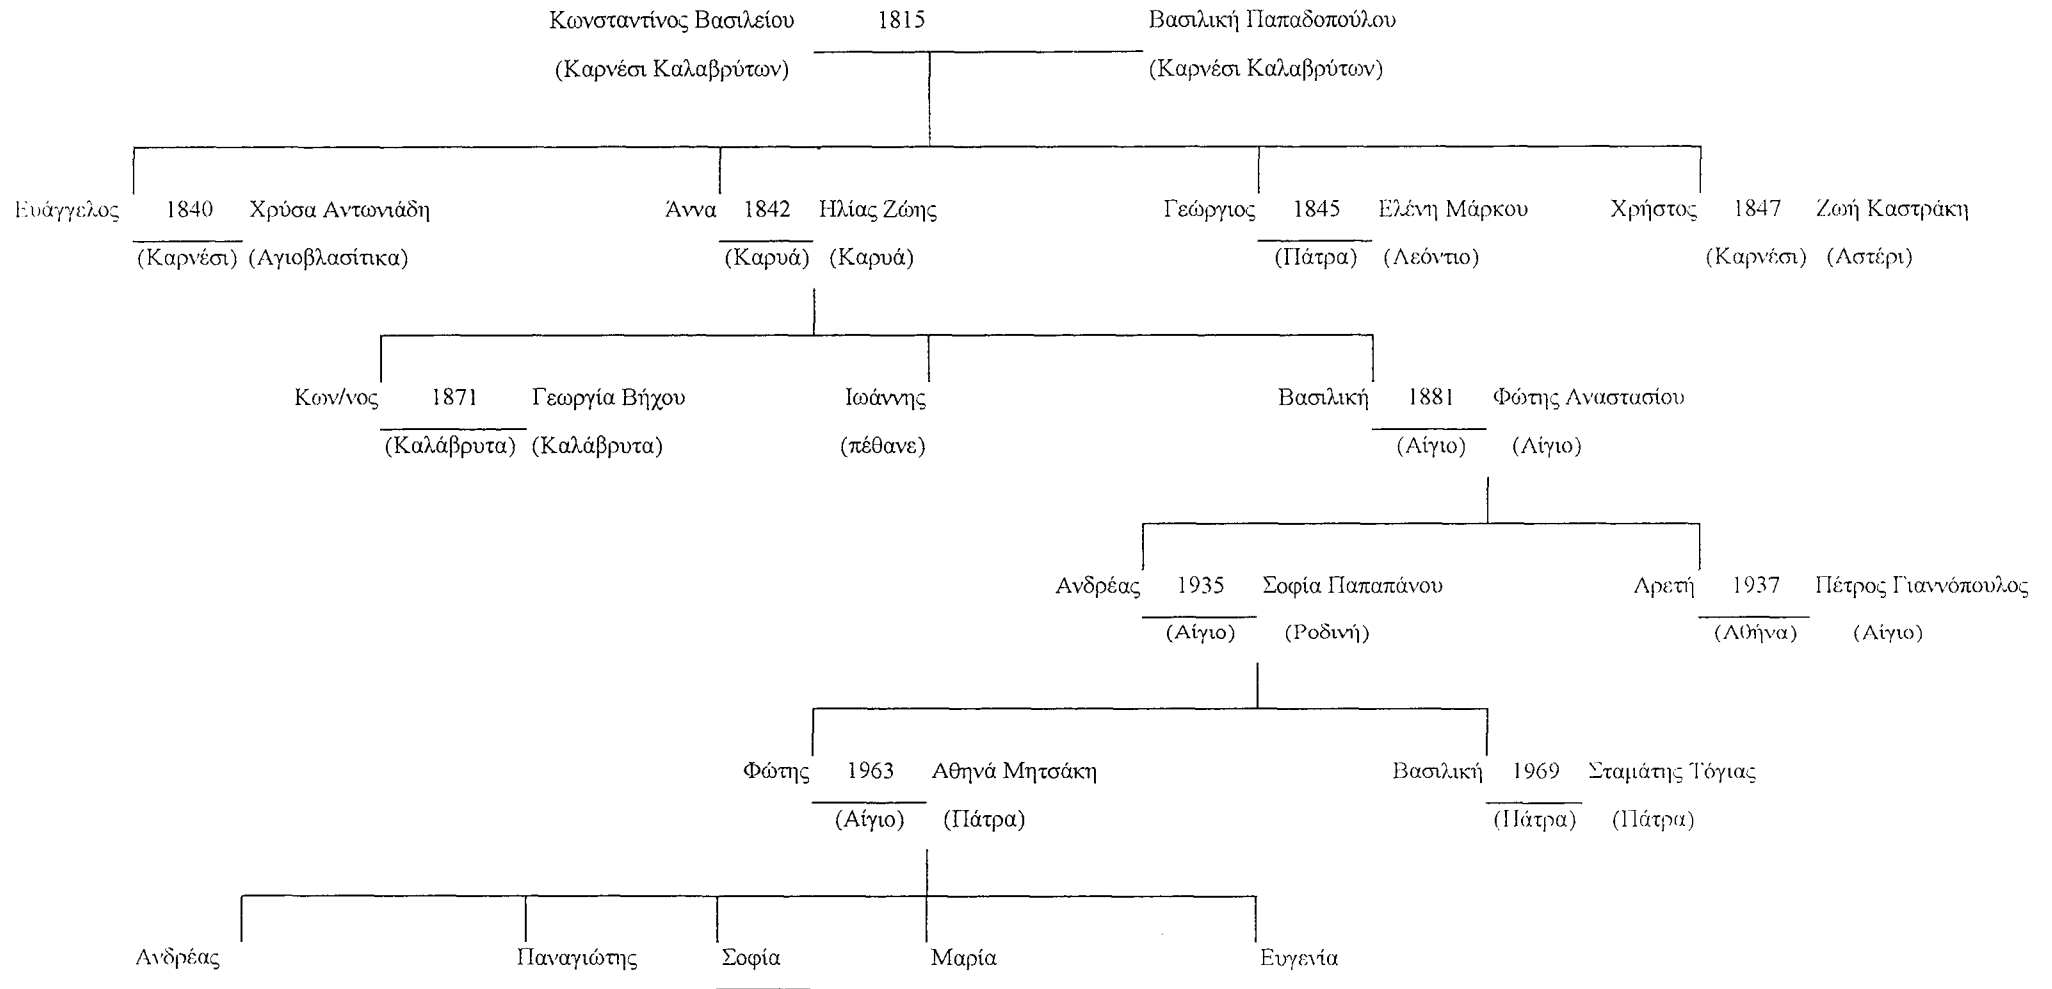 Κωνσταντίνος Βασιλείου 1815 Βασιλική Παπαδοπούλου
(Καρνέσι Καλαβρύτων) (Καρνέσι Καλαβρύτων)
Ευάγγελος 1840 Χρύσα Αντωνιάδη Άννα 1842 Ηλίας Ζώης Γεώργιος 1845 Ελένη Μάρκου Χρήστος 1847 Ζωή Καστράκη
(Καρνέσι) (Αγιοβλασίτικα) (Καρυά) (Καρυά) (Πάτρα) (Λεόντιο) (Καρνέσι) (Αστέρι)
Κων/νος 1871 Γεωργία Βήχου Ιωάννης Βασιλική 1881 Φώτης Αναστασίου
(Καλάβρυτα) (Καλάβρυτα) (πέθανε) (Αίγιο) (Αίγιο)
Ανδρέας 1935 Σοφία Παπαπάνου Αρετή 1937 Πέτρος Γιαννόπουλος
(Αίγιο) (Ροδινή) (Αθήνα) (Αίγιο)
Φώτης 1963 Αθηνά Μητσάκη Βασιλική 1969 Σταμάτης Τόγιας
(Αίγιο) (Πάτρα) (Πάτρα) (Πάτρα)
Ανδρέας Παναγιώτης Σοφία Μαρία Ευγενία